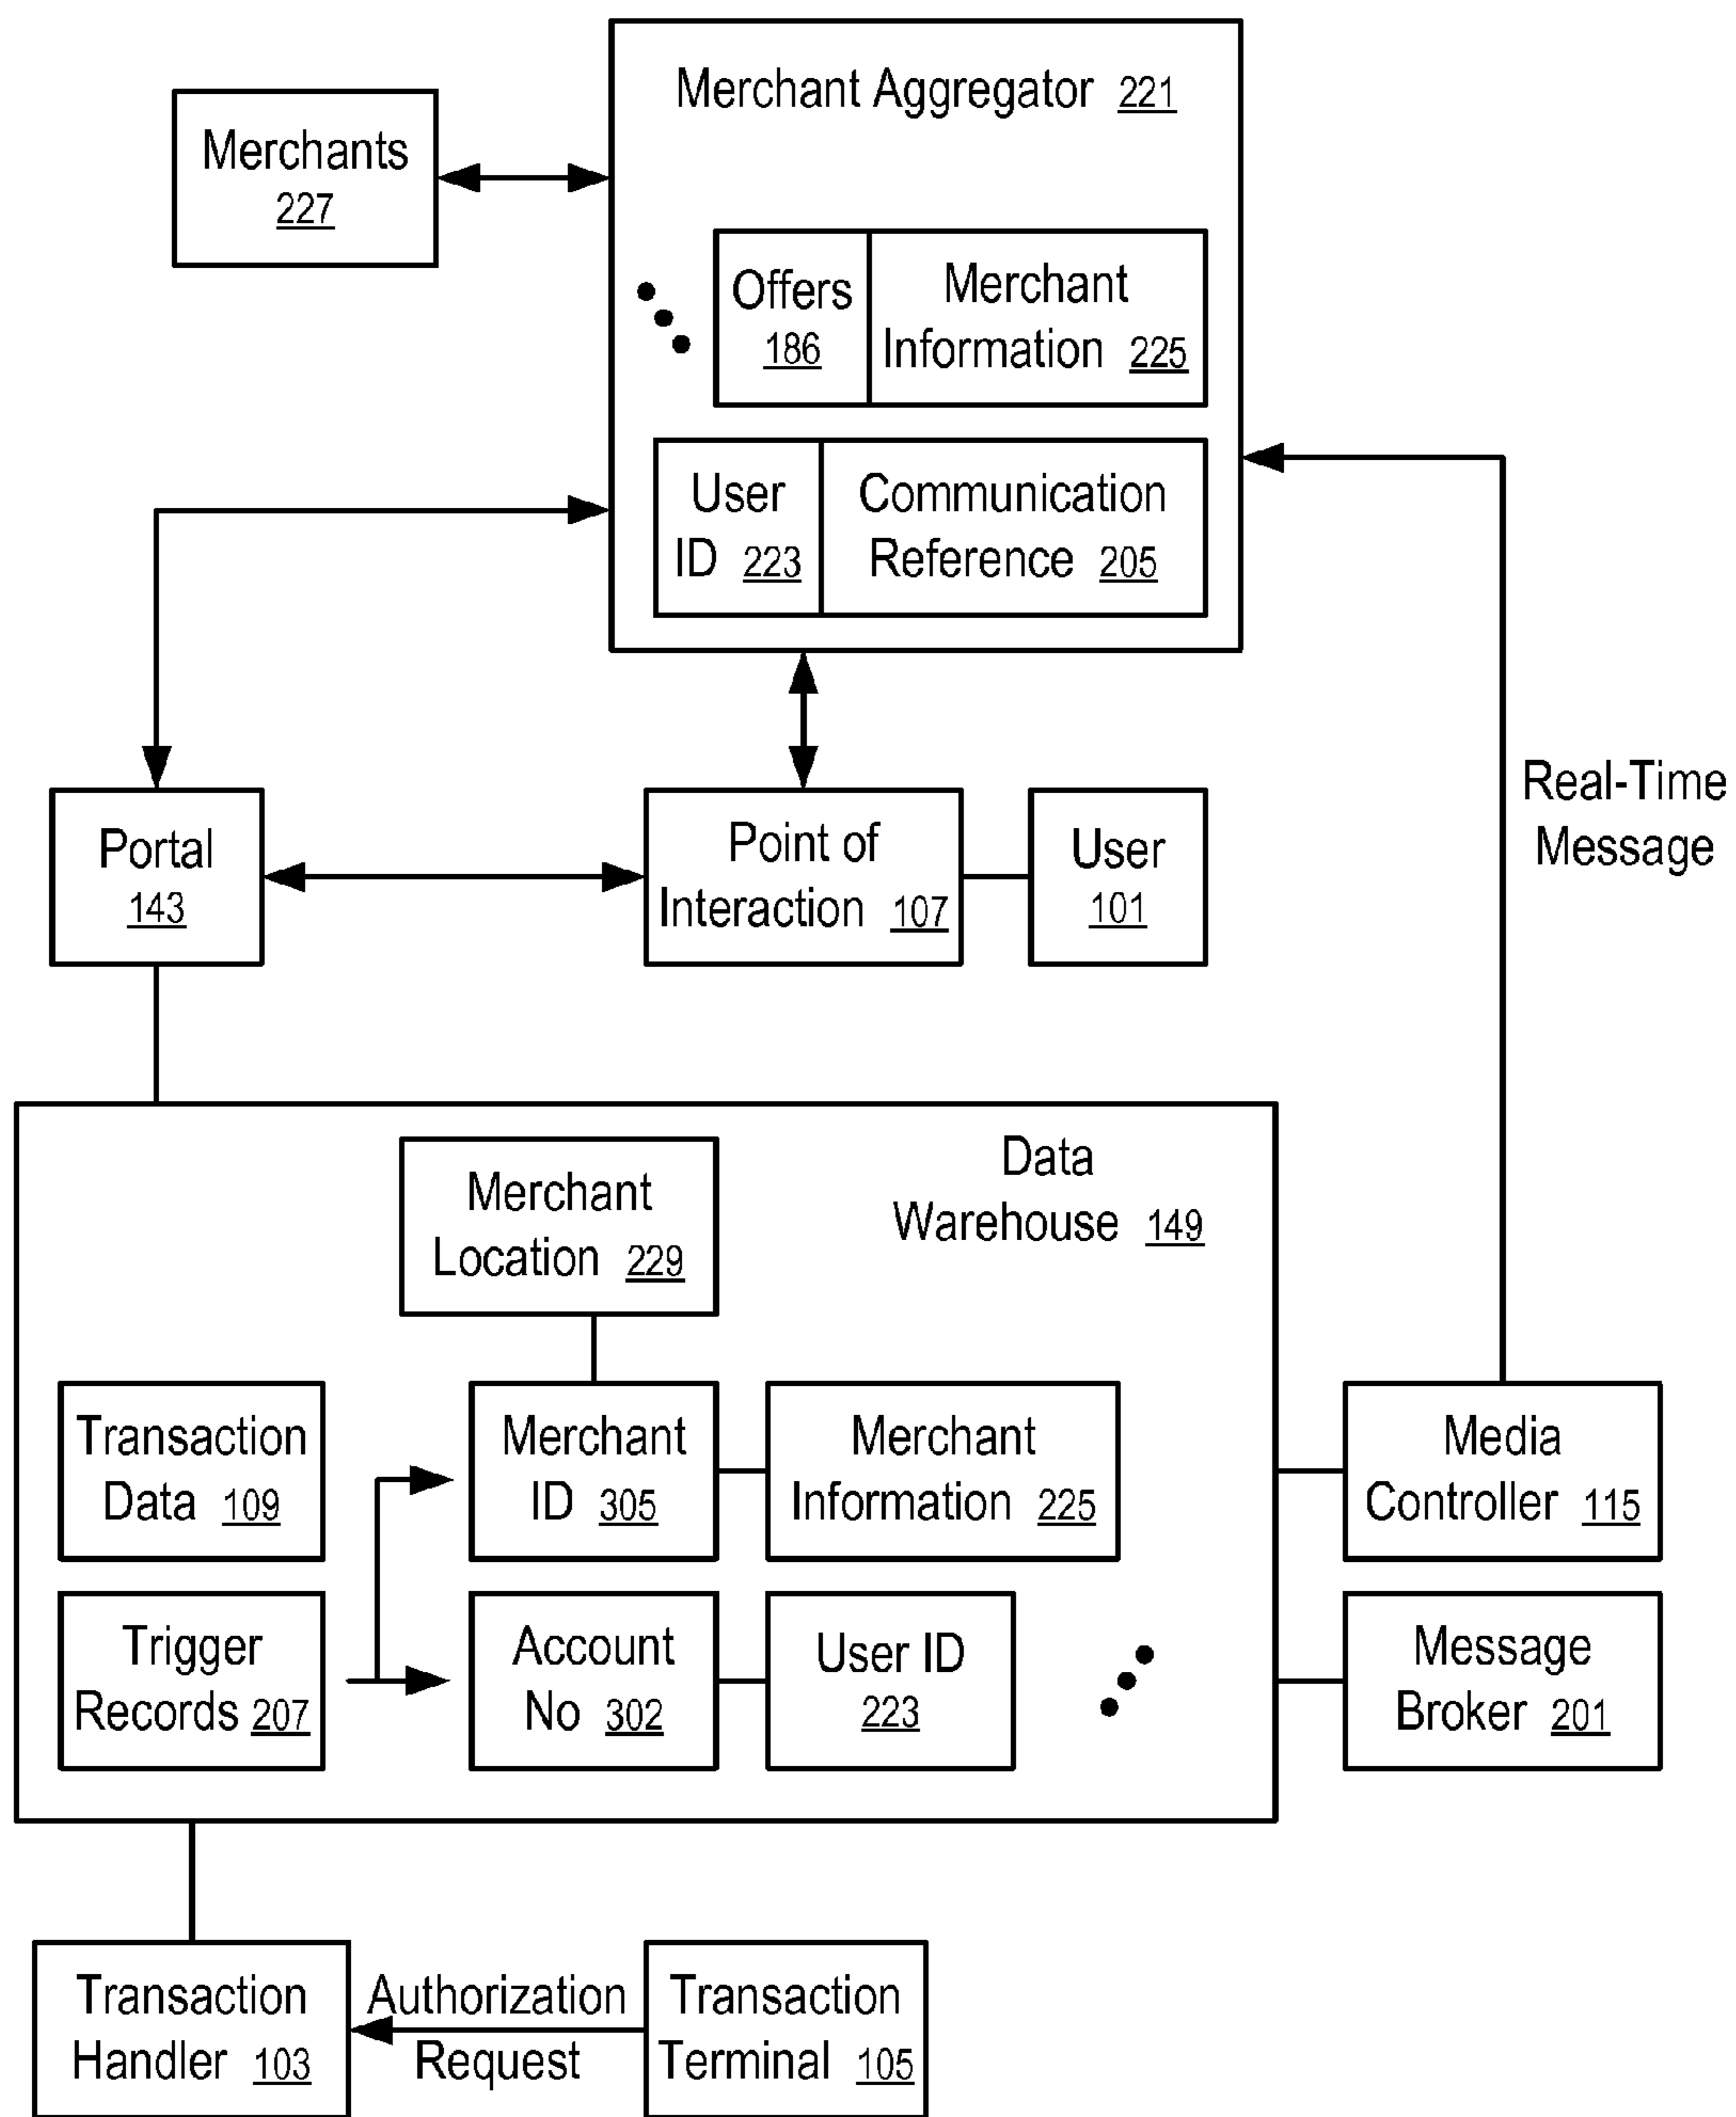 Merchant Aggregator 221
Merchants
227
Offers
186
Merchant
Information 225
User
ID 223
Communication
Reference 205
Real-Time
Message
Portal
143
Point of
Interaction 107
User
101
Data
Warehouse 149
Merchant
Location 229
Transaction
Data 109
Merchant
ID 305
Merchant
Information 225
Media
Controller 115
Trigger
Records 207
Account
No 302
User ID
223
Message
Broker 201
Transaction
Handler 103
Authorization
Request
Transaction
Terminal 105